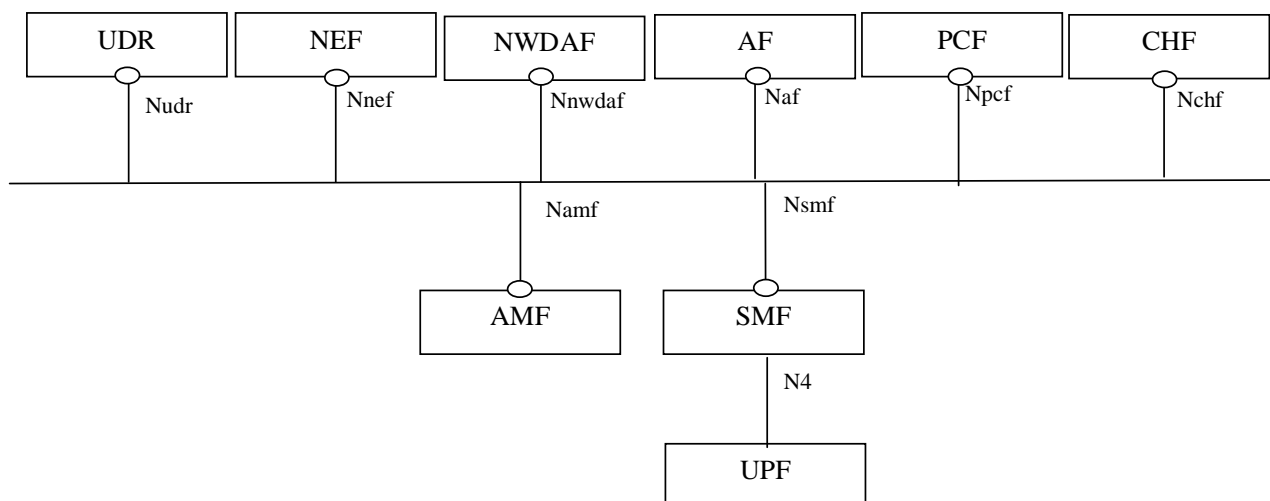 UDR NEF NWDAF AF PCF CHF
Nudr Nnef Nnwdaf Naf Npcf Nchf
Namf Nsmf
AMF SMF
N4
UPF